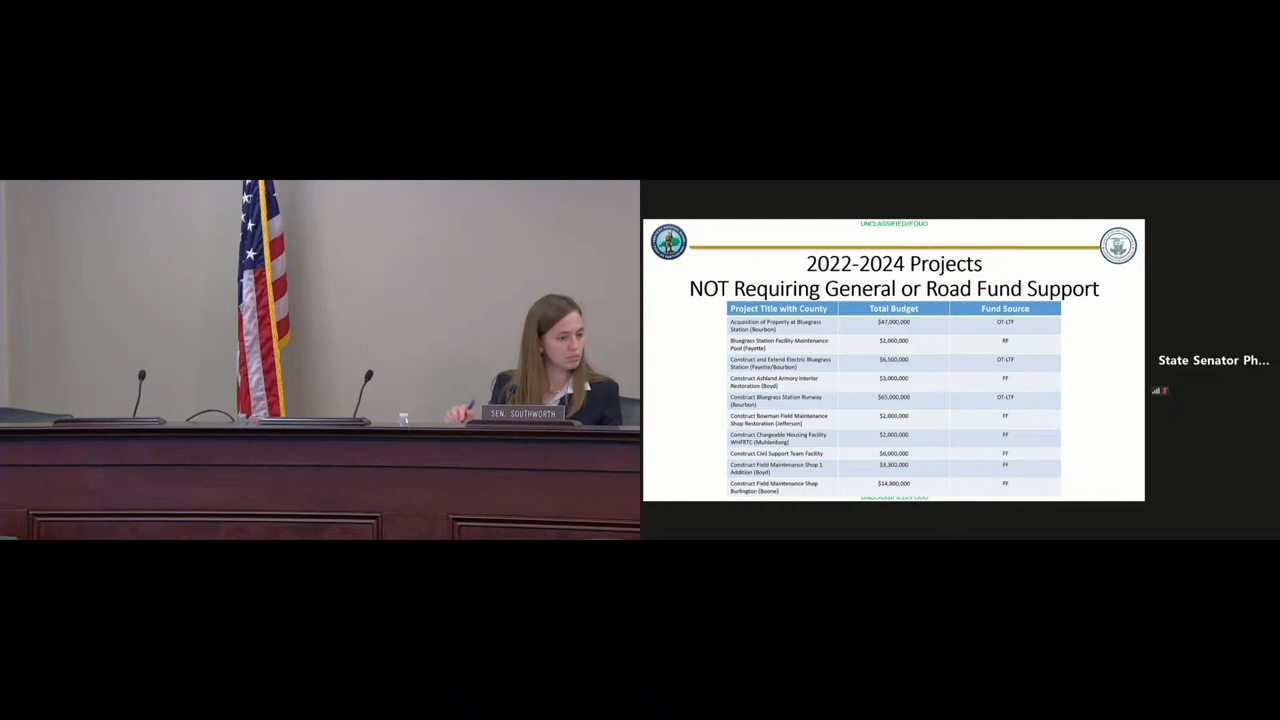 SEN. SOUTHWORTH
UNCLASSIFIED//FOUO
2022-2024 Projects
NOT Requiring General or Road Fund Support
Project Title with County Total Budget Fund Source
Acquisition of Property at Bluegrass
Station (Bourbon) $47,000,000 OT-LTF
Bluegrass Station Facility Maintenance
Pool (Fayette) $2,000,000 RF
Construct and Extend Electric Bluegrass
Station (Fayette/Bourbon) $6,500,000 OT-LTF
Construct Ashland Armory Interior
Restoration (Boyd) $3,000,000 FF
Construct Bluegrass Station Runway
(Bourbon) $65,000,000 OT-LTF
Construct Bowman Field Maintenance
Shop Restoration (Jefferson) $2,000,000 FF
Construct Chargeable Housing Facility
WHFRTC (Muhlenberg) $2,000,000 FF
Construct Civil Support Team Facility $6,000,000 FF
Construct Field Maintenance Shop 1
Addition (Boyd) $3,300,000 FF
Construct Field Maintenance Shop
Burlington (Boone) $14,800,000 FF
UNCLASSIFIED//FOUO
State Senator Ph...